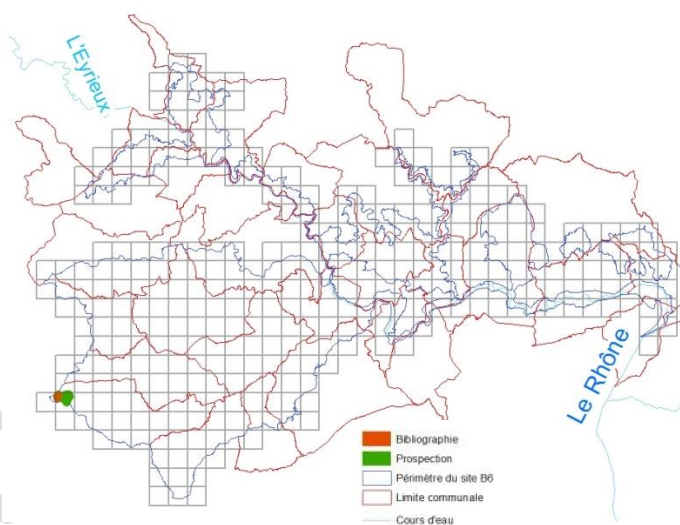 L'Eyrieux
Le Rhône
Bibliographie
Prospection
Périmètre du site B6
Limite communale
Cours d'eau